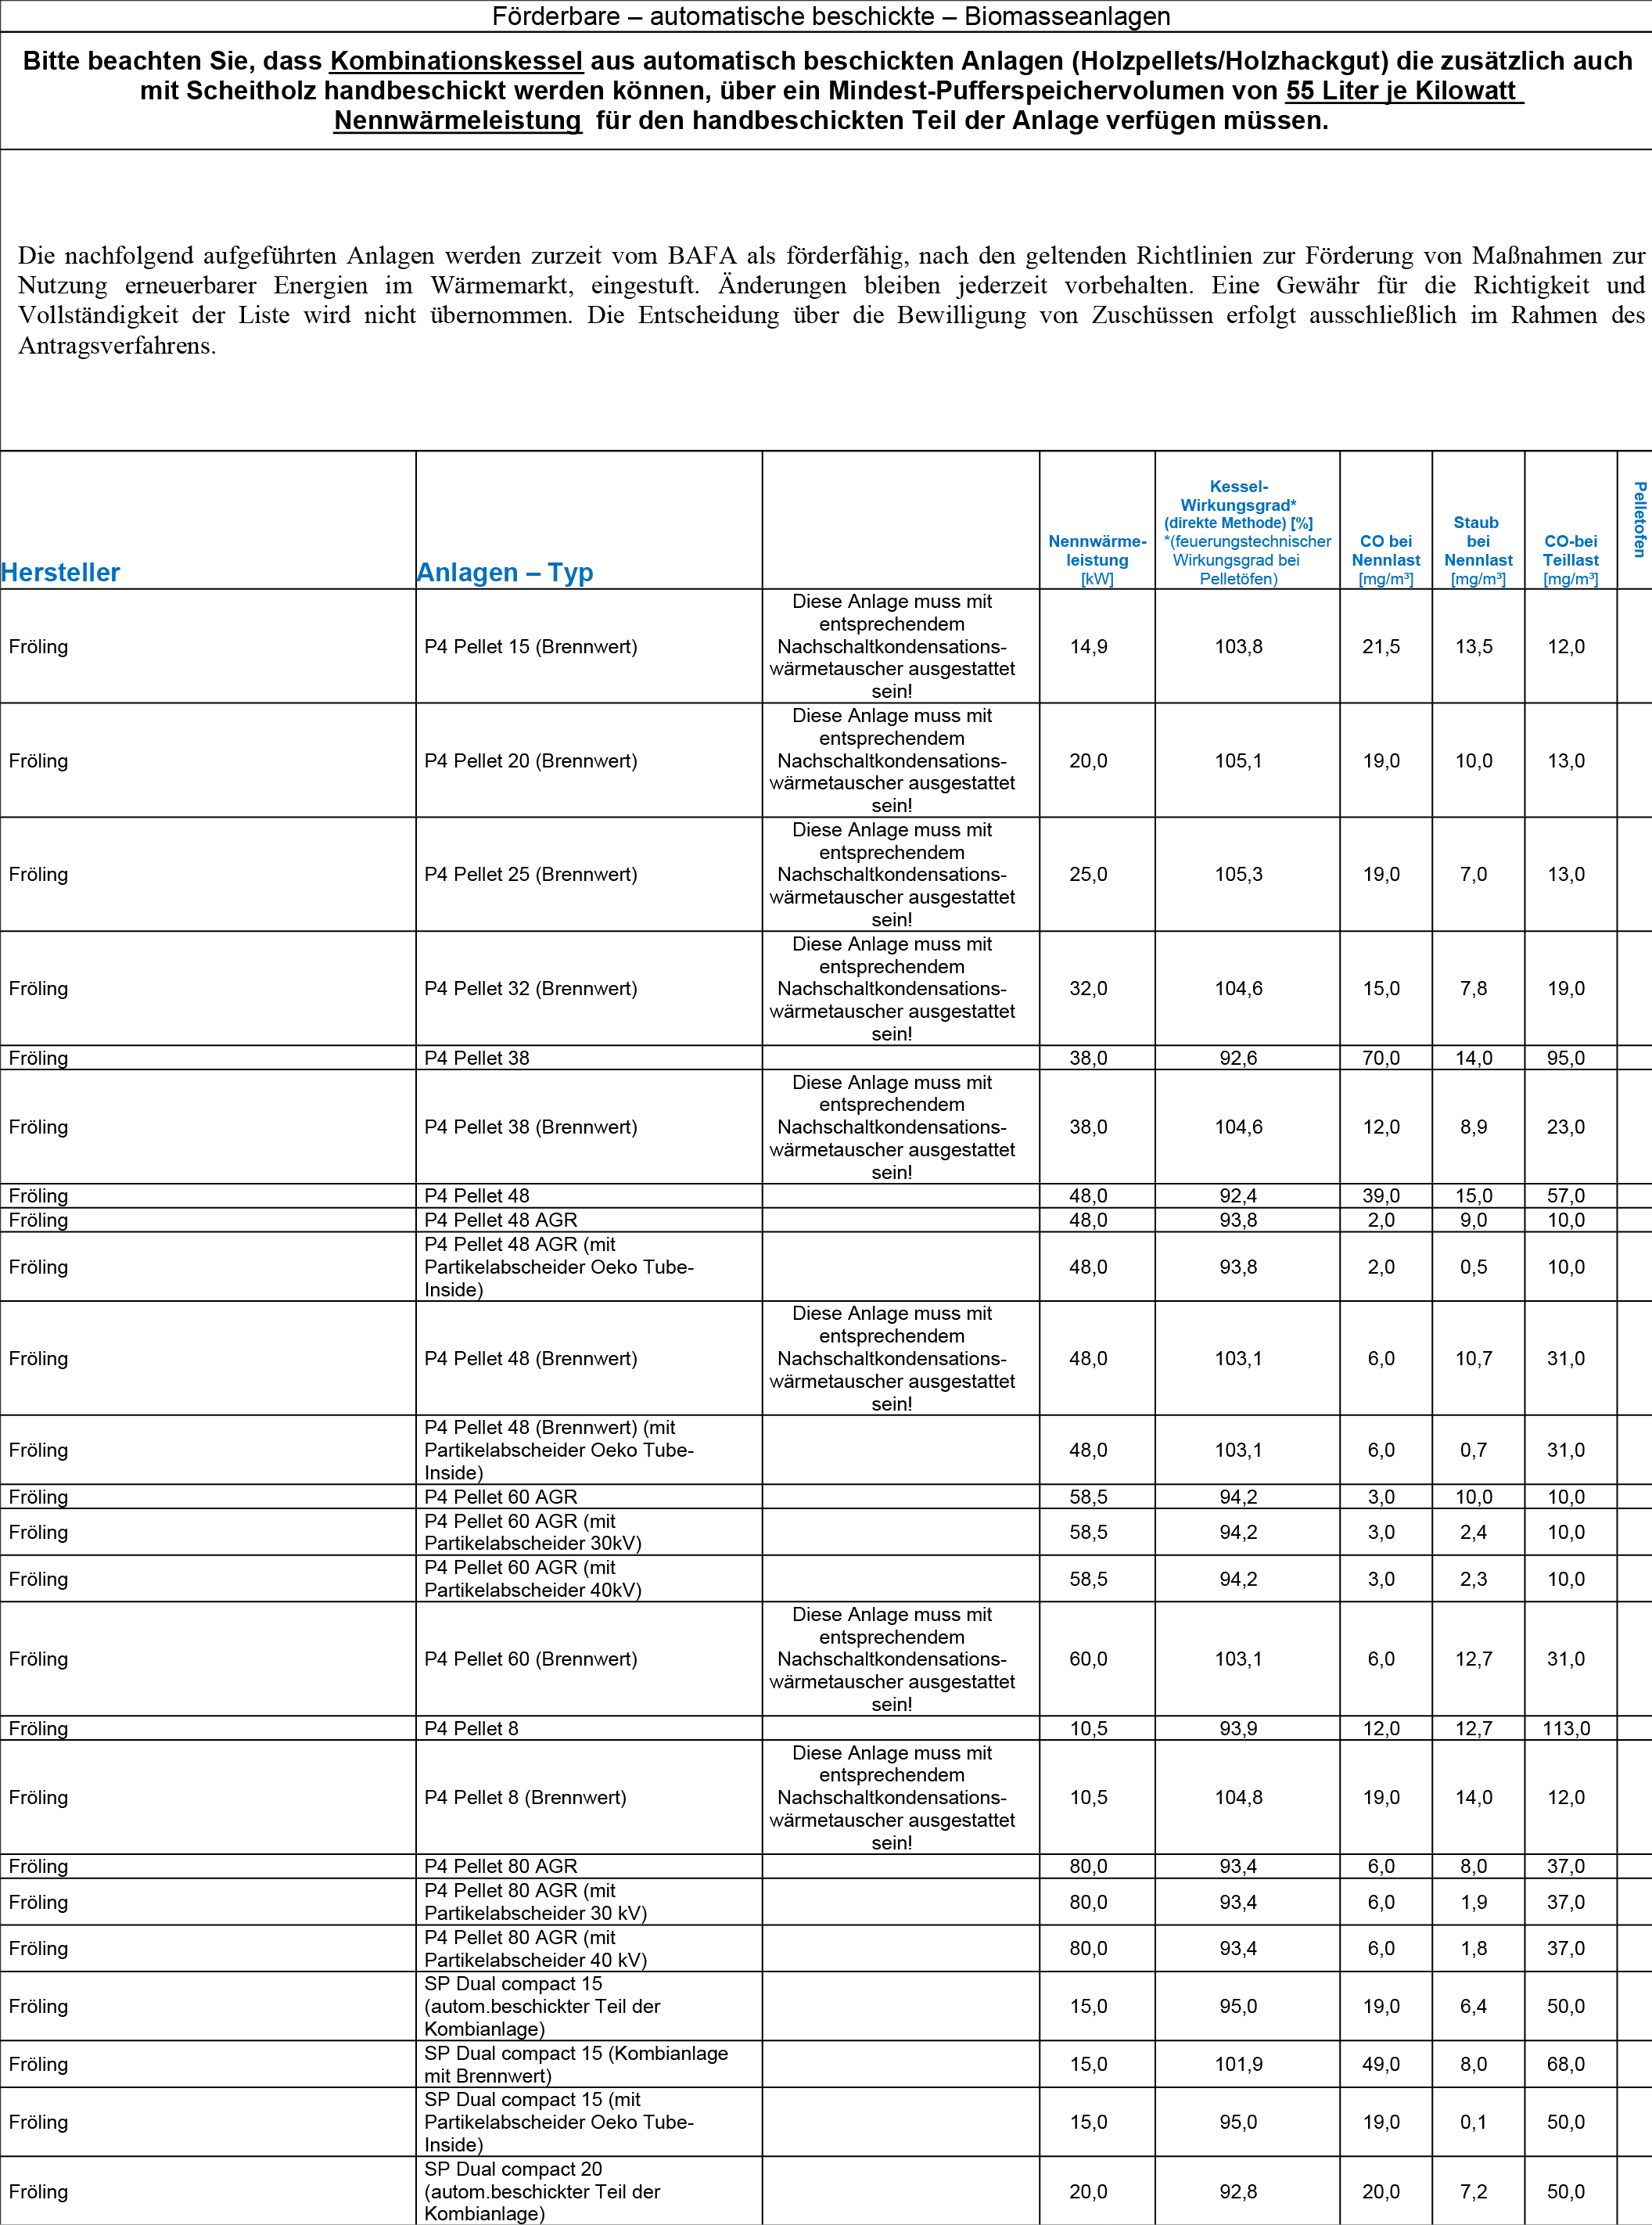 Förderbare – automatische beschickte – Biomasseanlagen
Bitte beachten Sie, dass Kombinationskessel aus automatisch beschickten Anlagen (Holzpellets/Holzhackgut) die zusätzlich auch
mit Scheitholz handbeschickt werden können, über ein Mindest-Pufferspeichervolumen von 55 Liter je Kilowatt
Nennwärmeleistung für den handbeschickten Teil der Anlage verfügen müssen.
Die nachfolgend aufgeführten Anlagen werden zurzeit vom BAFA als förderfähig, nach den geltenden Richtlinien zur Förderung von Maßnahmen zur
Nutzung erneuerbarer Energien im Wärmemarkt, eingestuft. Änderungen bleiben jederzeit vorbehalten. Eine Gewähr für die Richtigkeit und
Vollständigkeit der Liste wird nicht übernommen. Die Entscheidung über die Bewilligung von Zuschüssen erfolgt ausschließlich im Rahmen des
Antragsverfahrens.
Hersteller
Anlagen – Typ
Nennwärme-
leistung
[kW]
Kessel-
Wirkungsgrad*
(direkte Methode) [%]
*(feuerungstechnischer
Wirkungsgrad bei
Pelletöfen)
CO bei
Nennlast
[mg/m³]
Staub
bei
Nennlast
[mg/m³]
CO-bei
Teillast
[mg/m³]
Pelletofen
Fröling
P4 Pellet 15 (Brennwert)
Diese Anlage muss mit
entsprechendem
Nachschaltkondensations-
wärmetauscher ausgestattet
sein!
14,9 103,8 21,5 13,5 12,0
Fröling
P4 Pellet 20 (Brennwert)
Diese Anlage muss mit
entsprechendem
Nachschaltkondensations-
wärmetauscher ausgestattet
sein!
20,0 105,1 19,0 10,0 13,0
Fröling
P4 Pellet 25 (Brennwert)
Diese Anlage muss mit
entsprechendem
Nachschaltkondensations-
wärmetauscher ausgestattet
sein!
25,0 105,3 19,0 7,0 13,0
Fröling
P4 Pellet 32 (Brennwert)
Diese Anlage muss mit
entsprechendem
Nachschaltkondensations-
wärmetauscher ausgestattet
sein!
32,0 104,6 15,0 7,8 19,0
Fröling P4 Pellet 38 38,0 92,6 70,0 14,0 95,0
Fröling
P4 Pellet 38 (Brennwert)
Diese Anlage muss mit
entsprechendem
Nachschaltkondensations-
wärmetauscher ausgestattet
sein!
38,0 104,6 12,0 8,9 23,0
Fröling P4 Pellet 48 48,0 92,4 39,0 15,0 57,0
Fröling P4 Pellet 48 AGR 48,0 93,8 2,0 9,0 10,0
Fröling
P4 Pellet 48 AGR (mit
Partikelabscheider Oeko Tube-
Inside)
48,0 93,8 2,0 0,5 10,0
Fröling
P4 Pellet 48 (Brennwert)
Diese Anlage muss mit
entsprechendem
Nachschaltkondensations-
wärmetauscher ausgestattet
sein!
48,0 103,1 6,0 10,7 31,0
Fröling
P4 Pellet 48 (Brennwert) (mit
Partikelabscheider Oeko Tube-
Inside)
48,0 103,1 6,0 0,7 31,0
Fröling P4 Pellet 60 AGR 58,5 94,2 3,0 10,0 10,0
Fröling
P4 Pellet 60 AGR (mit
Partikelabscheider 30kV)
58,5 94,2 3,0 2,4 10,0
Fröling
P4 Pellet 60 AGR (mit
Partikelabscheider 40kV)
58,5 94,2 3,0 2,3 10,0
Fröling
P4 Pellet 60 (Brennwert)
Diese Anlage muss mit
entsprechendem
Nachschaltkondensations-
wärmetauscher ausgestattet
sein!
60,0 103,1 6,0 12,7 31,0
Fröling P4 Pellet 8 10,5 93,9 12,0 12,7 113,0
Fröling
P4 Pellet 8 (Brennwert)
Diese Anlage muss mit
entsprechendem
Nachschaltkondensations-
wärmetauscher ausgestattet
sein!
10,5 104,8 19,0 14,0 12,0
Fröling P4 Pellet 80 AGR 80,0 93,4 6,0 8,0 37,0
Fröling
P4 Pellet 80 AGR (mit
Partikelabscheider 30 kV)
80,0 93,4 6,0 1,9 37,0
Fröling
P4 Pellet 80 AGR (mit
Partikelabscheider 40 kV)
80,0 93,4 6,0 1,8 37,0
Fröling
SP Dual compact 15
(autom.beschickter Teil der
Kombianlage)
15,0 95,0 19,0 6,4 50,0
Fröling
SP Dual compact 15 (Kombianlage
mit Brennwert)
15,0 101,9 49,0 8,0 68,0
Fröling
SP Dual compact 15 (mit
Partikelabscheider Oeko Tube-
Inside)
15,0 95,0 19,0 0,1 50,0
Fröling
SP Dual compact 20
(autom.beschickter Teil der
Kombianlage)
20,0 92,8 20,0 7,2 50,0